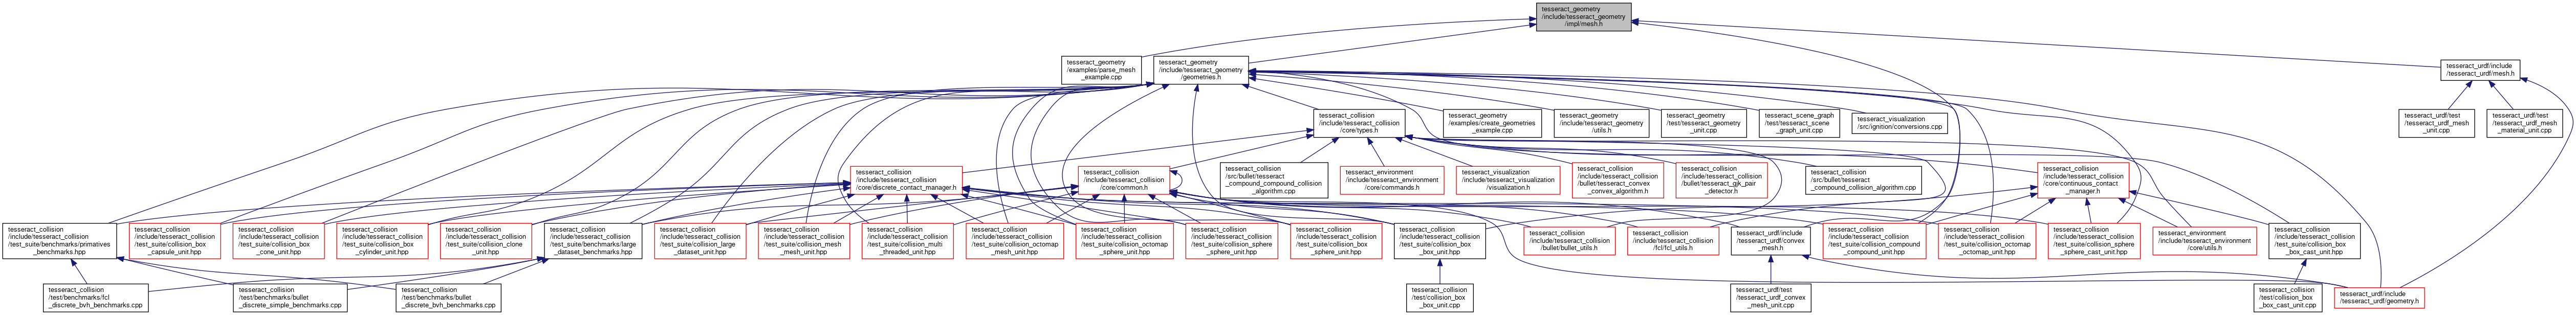 tesseract_geometry
/include/tesseract_geometry
/impl/mesh.h
tesseract_geometry
/examples/parse_mesh
_example.cpp
tesseract_geometry
/include/tesseract_geometry
/geometries.h
tesseract_urdf/include
/tesseract_urdf/mesh.h
tesseract_collision
/include/tesseract_collision
/core/types.h
tesseract_geometry
/examples/create_geometries
_example.cpp
tesseract_geometry
/include/tesseract_geometry
/utils.h
tesseract_geometry
/test/tesseract_geometry
_unit.cpp
tesseract_scene_graph
/test/tesseract_scene
_graph_unit.cpp
tesseract_visualization
/src/ignition/conversions.cpp
tesseract_urdf/test
/tesseract_urdf_mesh
_unit.cpp
tesseract_urdf/test
/tesseract_urdf_mesh
_material_unit.cpp
tesseract_collision
/include/tesseract_collision
/core/discrete_contact_manager.h
tesseract_collision
/include/tesseract_collision
/core/common.h
tesseract_collision
/src/bullet/tesseract
_compound_compound_collision
_algorithm.cpp
tesseract_environment
/include/tesseract_environment
/core/commands.h
tesseract_visualization
/include/tesseract_visualization
/visualization.h
tesseract_collision
/include/tesseract_collision
/bullet/tesseract_convex
_convex_algorithm.h
tesseract_collision
/include/tesseract_collision
/bullet/tesseract_gjk_pair
_detector.h
tesseract_collision
/src/bullet/tesseract
_compound_collision_algorithm.cpp
tesseract_collision
/include/tesseract_collision
/core/continuous_contact
_manager.h
tesseract_collision
/include/tesseract_collision
/test_suite/benchmarks/primatives
_benchmarks.hpp
tesseract_collision
/include/tesseract_collision
/test_suite/collision_box
_capsule_unit.hpp
tesseract_collision
/include/tesseract_collision
/test_suite/collision_box
_cone_unit.hpp
tesseract_collision
/include/tesseract_collision
/test_suite/collision_box
_cylinder_unit.hpp
tesseract_collision
/include/tesseract_collision
/test_suite/collision_clone
_unit.hpp
tesseract_collision
/include/tesseract_collision
/test_suite/benchmarks/large
_dataset_benchmarks.hpp
tesseract_collision
/include/tesseract_collision
/test_suite/collision_large
_dataset_unit.hpp
tesseract_collision
/include/tesseract_collision
/test_suite/collision_mesh
_mesh_unit.hpp
tesseract_collision
/include/tesseract_collision
/test_suite/collision_multi
_threaded_unit.hpp
tesseract_collision
/include/tesseract_collision
/test_suite/collision_octomap
_mesh_unit.hpp
tesseract_collision
/include/tesseract_collision
/test_suite/collision_octomap
_sphere_unit.hpp
tesseract_collision
/include/tesseract_collision
/test_suite/collision_sphere
_sphere_unit.hpp
tesseract_collision
/include/tesseract_collision
/test_suite/collision_box
_sphere_unit.hpp
tesseract_collision
/include/tesseract_collision
/test_suite/collision_box
_box_unit.hpp
tesseract_collision
/include/tesseract_collision
/bullet/bullet_utils.h
tesseract_collision
/include/tesseract_collision
/fcl/fcl_utils.h
tesseract_urdf/include
/tesseract_urdf/convex
_mesh.h
tesseract_collision
/include/tesseract_collision
/test_suite/collision_compound
_compound_unit.hpp
tesseract_collision
/include/tesseract_collision
/test_suite/collision_octomap
_octomap_unit.hpp
tesseract_collision
/include/tesseract_collision
/test_suite/collision_sphere
_sphere_cast_unit.hpp
tesseract_environment
/include/tesseract_environment
/core/utils.h
tesseract_collision
/include/tesseract_collision
/test_suite/collision_box
_box_cast_unit.hpp
tesseract_collision
/test/benchmarks/fcl
_discrete_bvh_benchmarks.cpp
tesseract_collision
/test/benchmarks/bullet
_discrete_simple_benchmarks.cpp
tesseract_collision
/test/benchmarks/bullet
_discrete_bvh_benchmarks.cpp
tesseract_collision
/test/collision_box
_box_unit.cpp
tesseract_urdf/test
/tesseract_urdf_convex
_mesh_unit.cpp
tesseract_collision
/test/collision_box
_box_cast_unit.cpp
tesseract_urdf/include
/tesseract_urdf/geometry.h